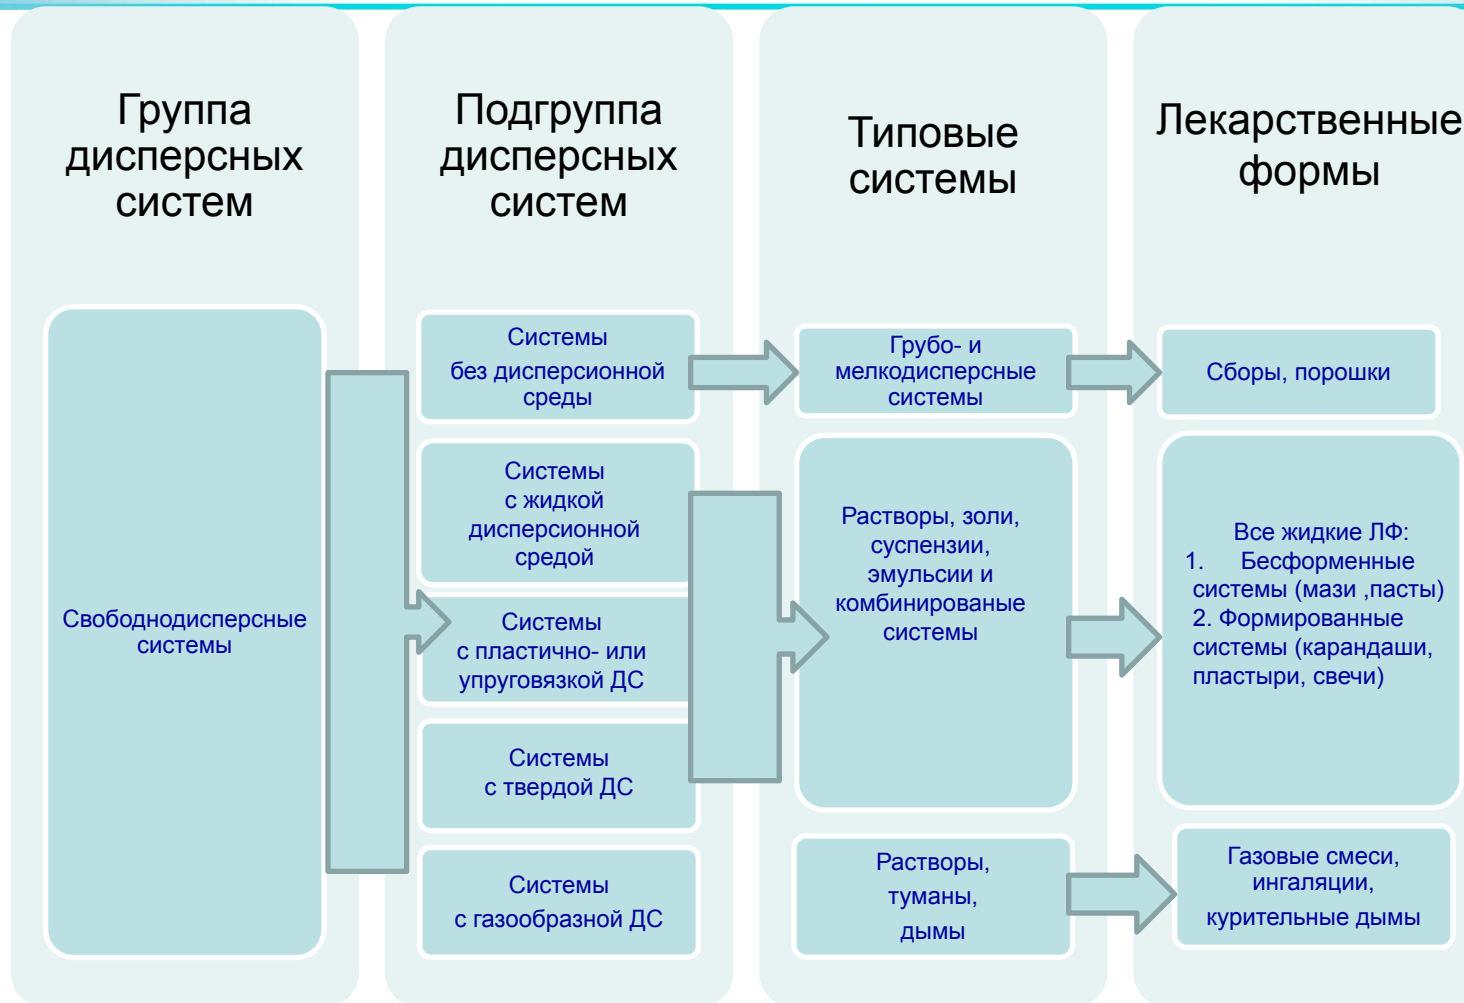 Группа
дисперсных
систем
Подгруппа
дисперсных
систем
Типовые
системы
Лекарственные
формы
Свободнодисперсные
системы
Системы
без дисперсионной
среды
Системы
с жидкой
дисперсионной
средой
Системы
с пластично- или
упруговязкой ДС
Системы
с твердой ДС
Системы
с газообразной ДС
Грубо- и
мелкодисперсные
системы
Растворы, золи,
суспензии,
эмульсии и
комбинированые
системы
Растворы,
туманы,
дымы
Сборы, порошки
Все жидкие ЛФ:
1. Бесформенные
системы (мази ,пасты)
2. Формированные
системы (карандаши,
пластыри, свечи)
Газовые смеси,
ингаляции,
курительные дымы